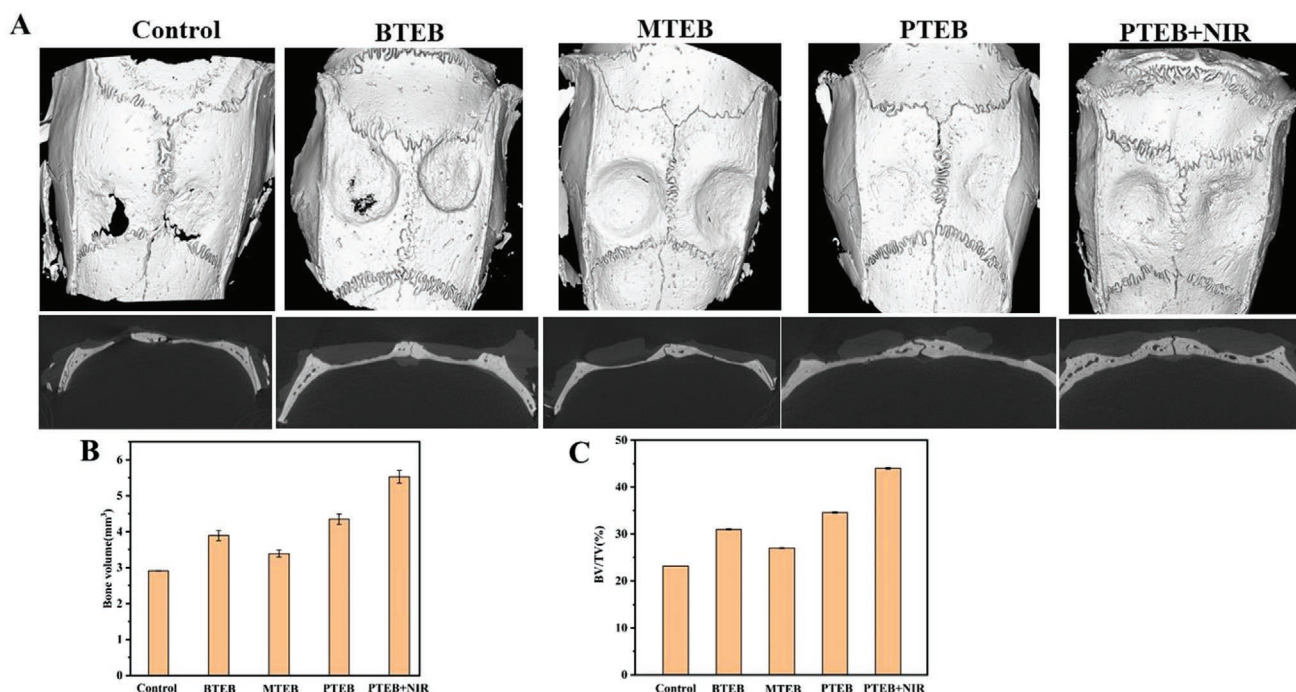 A
Control BTEB MTEB PTEB PTEB+NIR
B
Bone volume(mm³)
6
5
4
3
2
1
0
Control BTEB MTEB PTEB PTEB+NIR
C
BV/TV(%)
50
40
30
20
10
0
Control BTEB MTEB PTEB PTEB+NIR